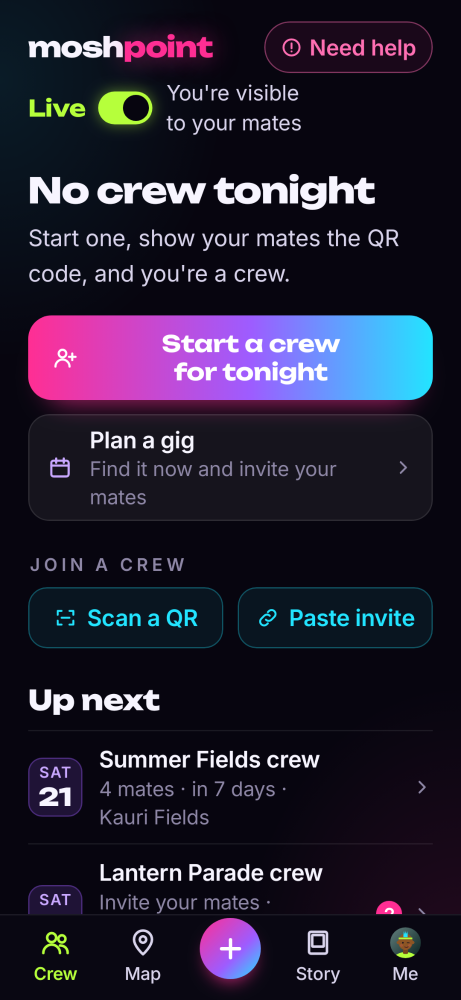 moshpoint
Need help
Live
You're visible
to your mates
No crew tonight
Start one, show your mates the QR
code, and you're a crew.
Start a crew
for tonight
Plan a gig
Find it now and invite your
mates
JOIN A CREW
Scan a QR
Paste invite
Up next
SAT
21
Summer Fields crew
4 mates · in 7 days ·
Kauri Fields
SAT
Lantern Parade crew
Invite your mates ·
Crew
Map
Story
Me